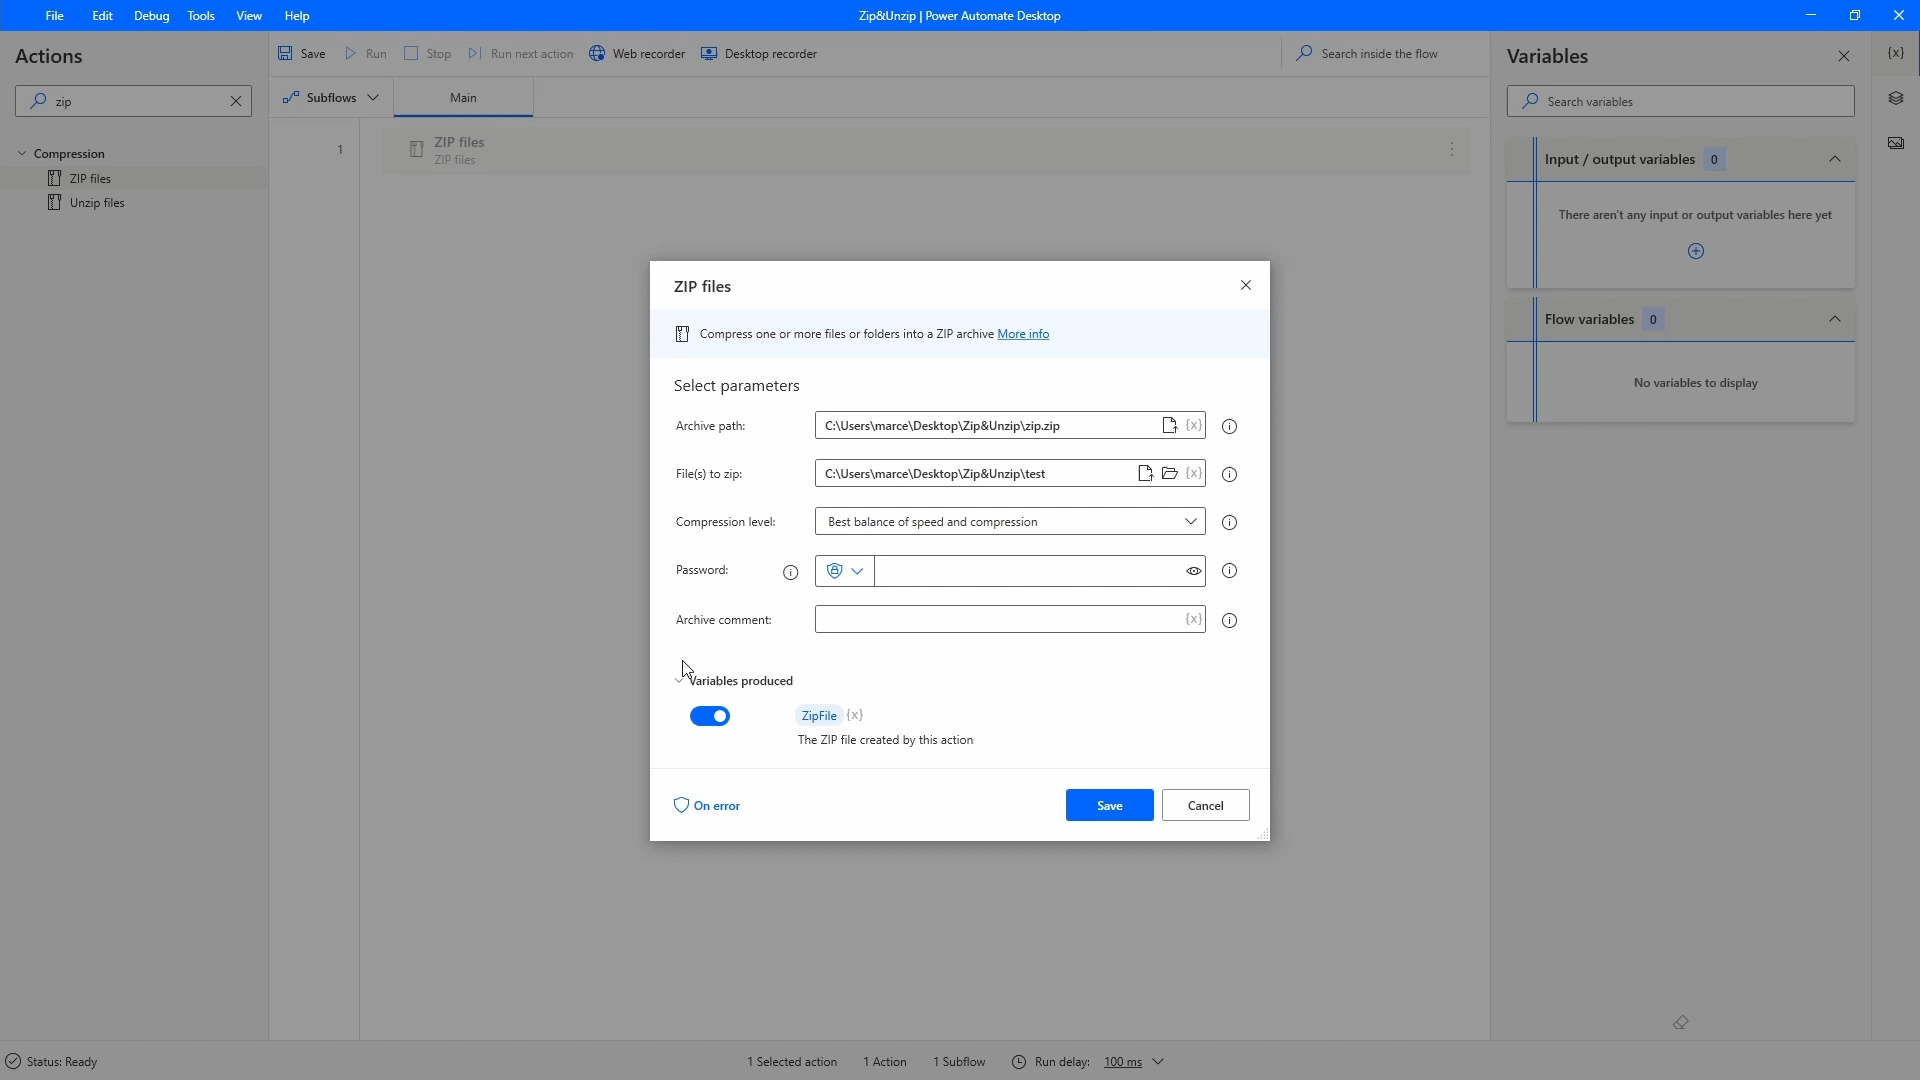 File Edit Debug Tools View Help
Zip&Unzip | Power Automate Desktop
Actions
zip
Compression
ZIP files
Unzip files
Save Run Stop Run next action Web recorder Desktop recorder Search inside the flow
Subflows Main
1
ZIP files
ZIP files
ZIP files
Compress one or more files or folders into a ZIP archive More info
Select parameters
Archive path: C:\Users\marce\Desktop\Zip&Unzip\zip.zip {x}
File(s) to zip: C:\Users\marce\Desktop\Zip&Unzip\test {x}
Compression level: Best balance of speed and compression
Password:
Archive comment: {x}
Variables produced
ZipFile {x}
The ZIP file created by this action
On error Save Cancel
Variables {x}
Search variables
Input / output variables 0
There aren't any input or output variables here yet
Flow variables 0
No variables to display
Status: Ready 1 Selected action 1 Action 1 Subflow Run delay: 100 ms